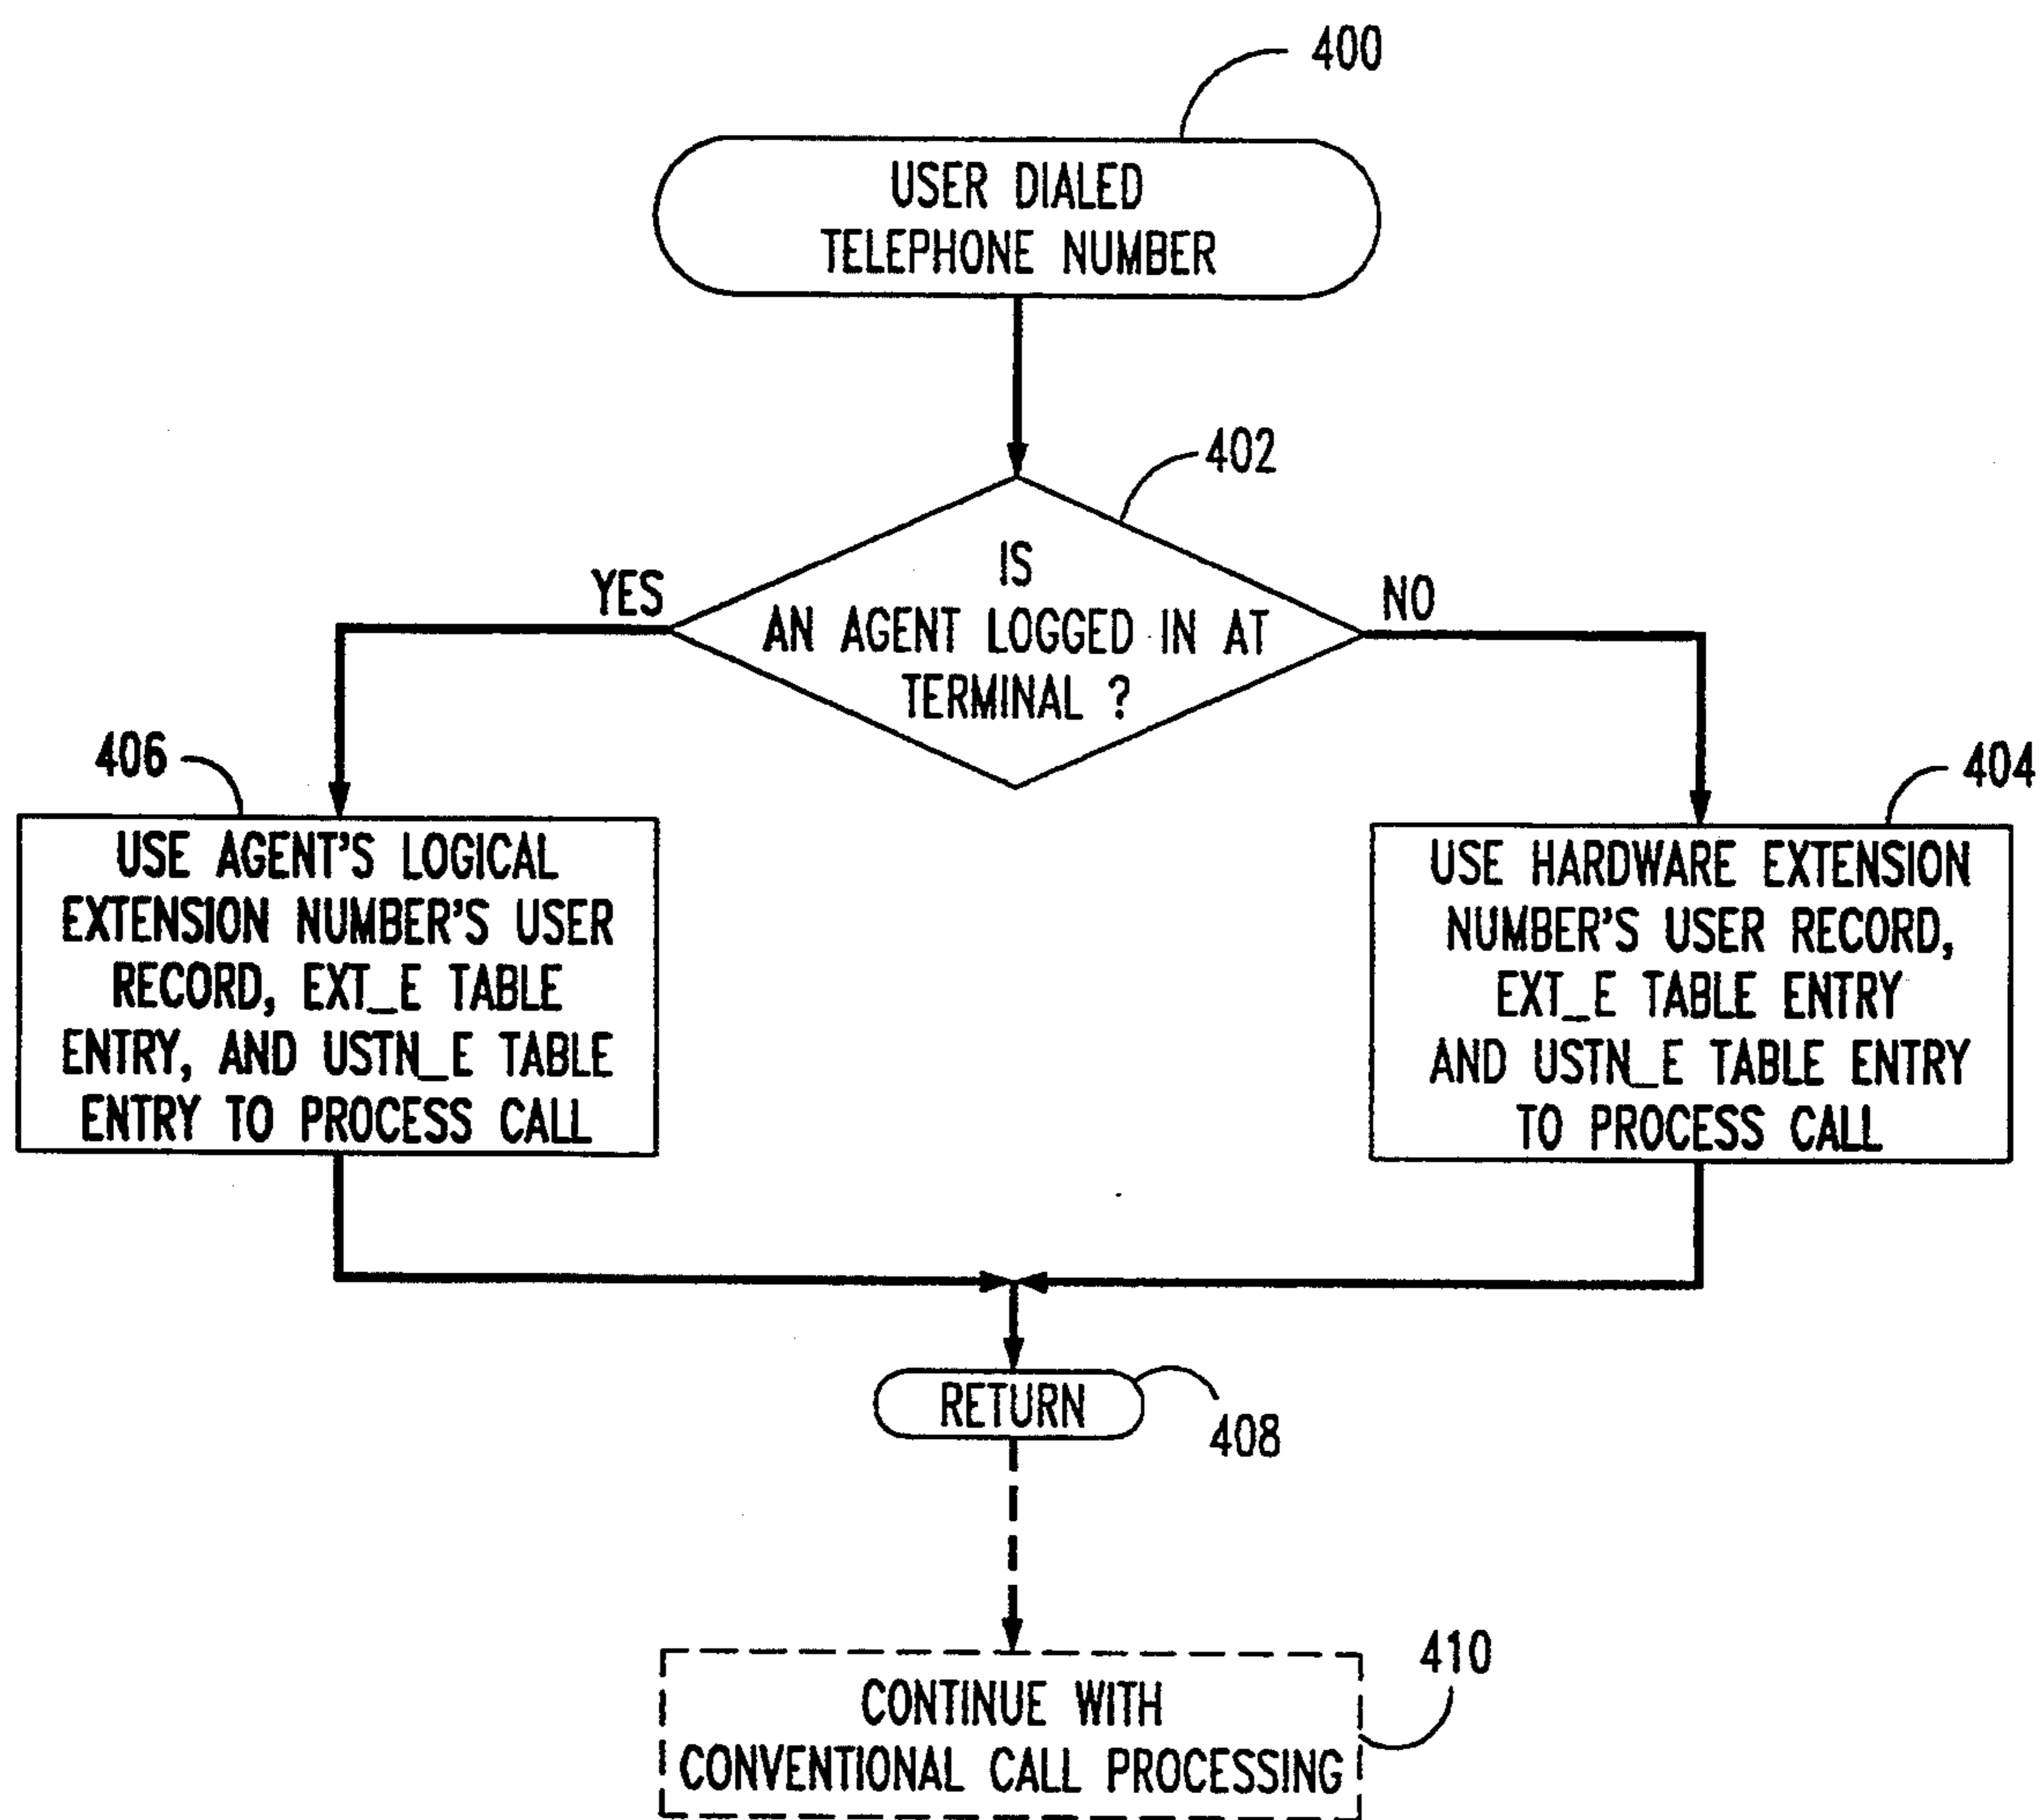 400
USER DIALED
TELEPHONE NUMBER
402
IS
AN AGENT LOGGED IN AT
TERMINAL ?
YES
NO
406
USE AGENT'S LOGICAL
EXTENSION NUMBER'S USER
RECORD, EXT_E TABLE
ENTRY, AND USTN_E TABLE
ENTRY TO PROCESS CALL
404
USE HARDWARE EXTENSION
NUMBER'S USER RECORD,
EXT_E TABLE ENTRY
AND USTN_E TABLE ENTRY
TO PROCESS CALL
RETURN
408
410
CONTINUE WITH
CONVENTIONAL CALL PROCESSING